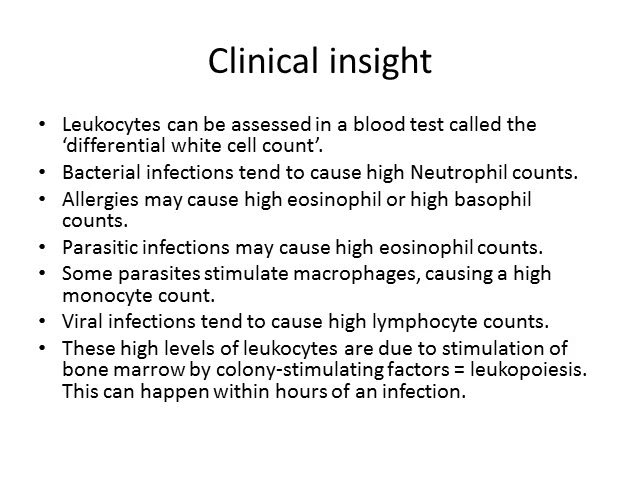 Clinical insight
• Leukocytes can be assessed in a blood test called the
‘differential white cell count’.
• Bacterial infections tend to cause high Neutrophil counts.
• Allergies may cause high eosinophil or high basophil
counts.
• Parasitic infections may cause high eosinophil counts.
• Some parasites stimulate macrophages, causing a high
monocyte count.
• Viral infections tend to cause high lymphocyte counts.
• These high levels of leukocytes are due to stimulation of
bone marrow by colony-stimulating factors = leukopoiesis.
This can happen within hours of an infection.